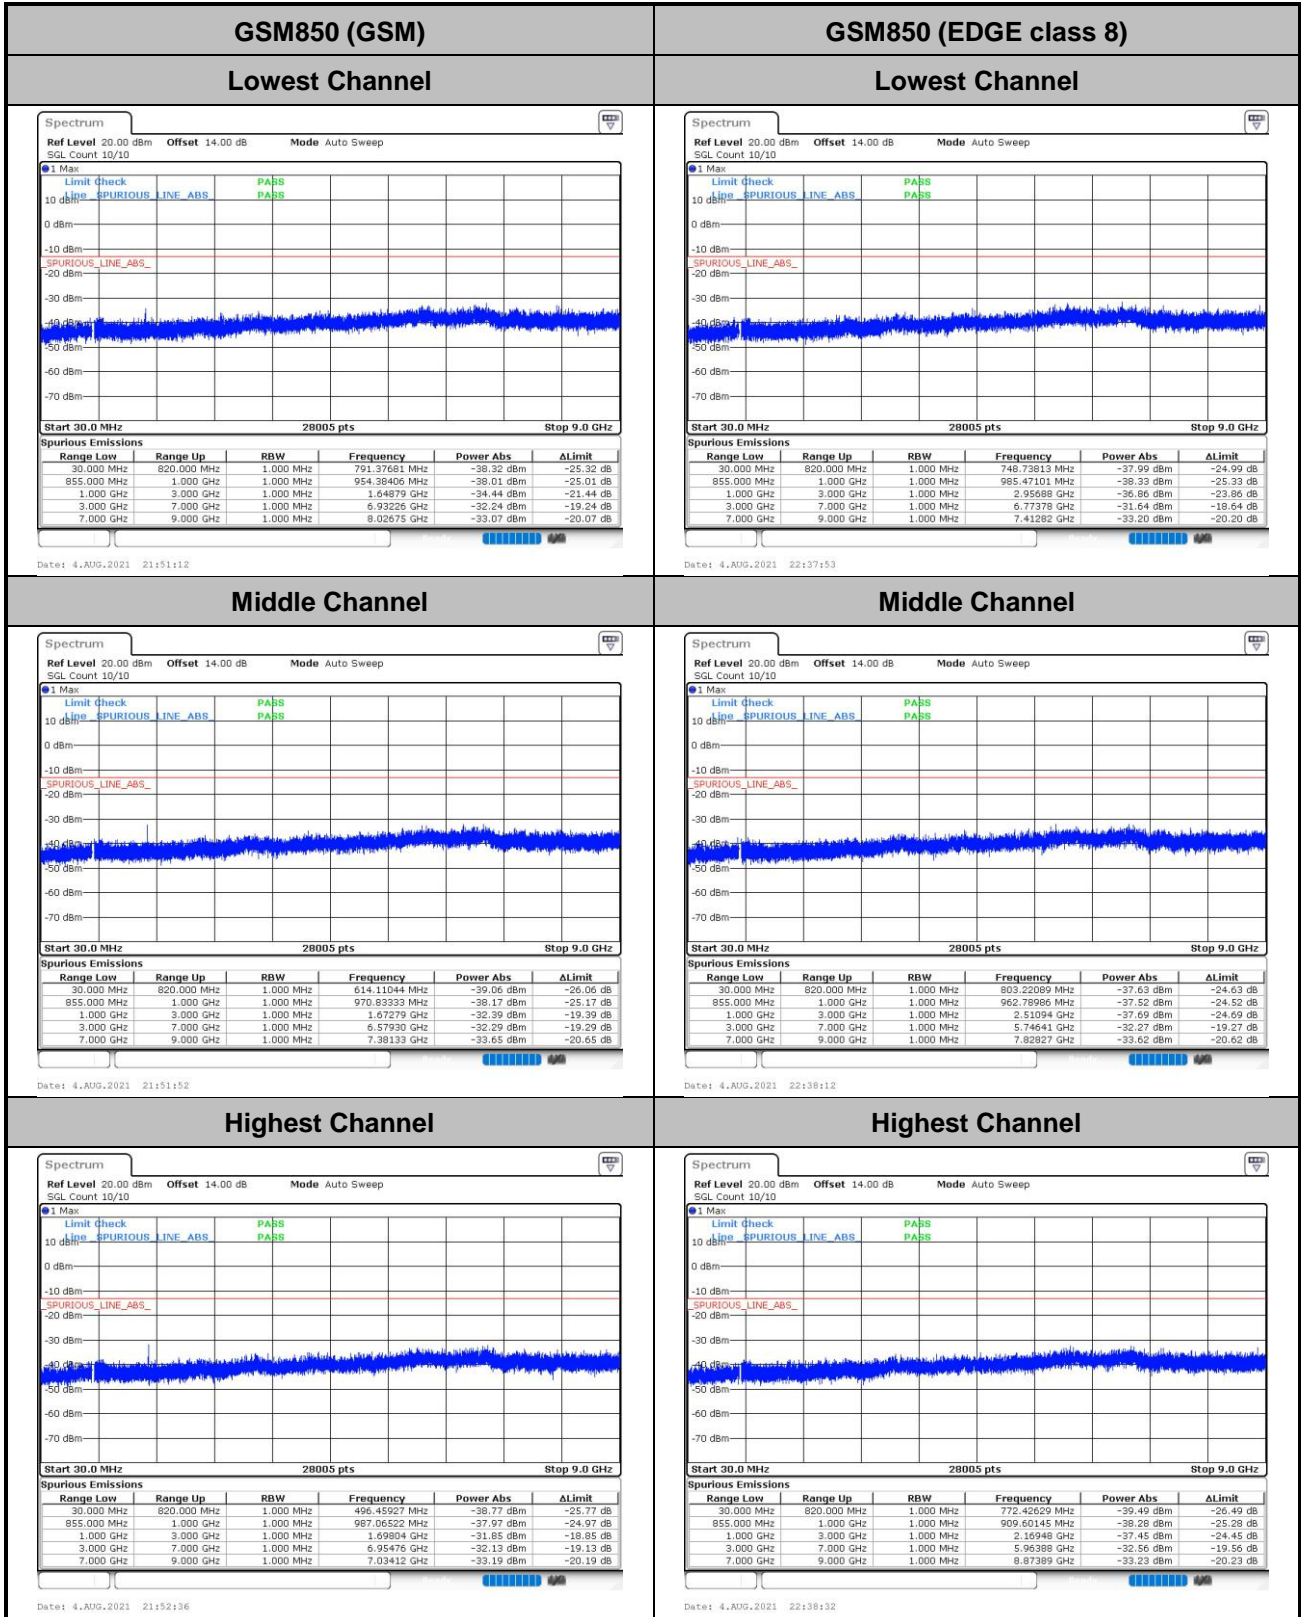 GSM850 (GSM) GSM850 (EDGE class 8)
Lowest Channel Lowest Channel
Spectrum
Ref Level 20.00 dBm Offset 14.00 dB Mode Auto Sweep
SGL Count 10/10
1 Max
Limit Check PASS
Line _SPURIOUS_LINE_ABS_ PASS
10 dBm
0 dBm
-10 dBm
_SPURIOUS_LINE_ABS_
-20 dBm
-30 dBm
-40 dBm
-50 dBm
-60 dBm
-70 dBm
Start 30.0 MHz 28005 pts Stop 9.0 GHz
Spurious Emissions
Range Low Range Up RBW Frequency Power Abs ΔLimit
30.000 MHz 820.000 MHz 1.000 MHz 791.37681 MHz -38.32 dBm -25.32 dB
855.000 MHz 1.000 GHz 1.000 MHz 954.38406 MHz -38.01 dBm -25.01 dB
1.000 GHz 3.000 GHz 1.000 MHz 1.64879 GHz -34.44 dBm -21.44 dB
3.000 GHz 7.000 GHz 1.000 MHz 6.93226 GHz -32.24 dBm -19.24 dB
7.000 GHz 9.000 GHz 1.000 MHz 8.02675 GHz -33.07 dBm -20.07 dB
Date: 4.AUG.2021 21:51:12
Spectrum
Ref Level 20.00 dBm Offset 14.00 dB Mode Auto Sweep
SGL Count 10/10
1 Max
Limit Check PASS
Line _SPURIOUS_LINE_ABS_ PASS
10 dBm
0 dBm
-10 dBm
_SPURIOUS_LINE_ABS_
-20 dBm
-30 dBm
-40 dBm
-50 dBm
-60 dBm
-70 dBm
Start 30.0 MHz 28005 pts Stop 9.0 GHz
Spurious Emissions
Range Low Range Up RBW Frequency Power Abs ΔLimit
30.000 MHz 820.000 MHz 1.000 MHz 748.73813 MHz -37.99 dBm -24.99 dB
855.000 MHz 1.000 GHz 1.000 MHz 985.47101 MHz -38.33 dBm -25.33 dB
1.000 GHz 3.000 GHz 1.000 MHz 2.95688 GHz -36.86 dBm -23.86 dB
3.000 GHz 7.000 GHz 1.000 MHz 6.77378 GHz -31.64 dBm -18.64 dB
7.000 GHz 9.000 GHz 1.000 MHz 7.41282 GHz -33.20 dBm -20.20 dB
Date: 4.AUG.2021 22:37:53
Middle Channel Middle Channel
Spectrum
Ref Level 20.00 dBm Offset 14.00 dB Mode Auto Sweep
SGL Count 10/10
1 Max
Limit Check PASS
Line _SPURIOUS_LINE_ABS_ PASS
10 dBm
0 dBm
-10 dBm
_SPURIOUS_LINE_ABS_
-20 dBm
-30 dBm
-40 dBm
-50 dBm
-60 dBm
-70 dBm
Start 30.0 MHz 28005 pts Stop 9.0 GHz
Spurious Emissions
Range Low Range Up RBW Frequency Power Abs ΔLimit
30.000 MHz 820.000 MHz 1.000 MHz 614.11044 MHz -39.06 dBm -26.06 dB
855.000 MHz 1.000 GHz 1.000 MHz 970.83333 MHz -38.17 dBm -25.17 dB
1.000 GHz 3.000 GHz 1.000 MHz 1.67279 GHz -32.39 dBm -19.39 dB
3.000 GHz 7.000 GHz 1.000 MHz 6.57930 GHz -32.29 dBm -19.29 dB
7.000 GHz 9.000 GHz 1.000 MHz 7.38133 GHz -33.65 dBm -20.65 dB
Date: 4.AUG.2021 21:51:52
Spectrum
Ref Level 20.00 dBm Offset 14.00 dB Mode Auto Sweep
SGL Count 10/10
1 Max
Limit Check PASS
Line _SPURIOUS_LINE_ABS_ PASS
10 dBm
0 dBm
-10 dBm
_SPURIOUS_LINE_ABS_
-20 dBm
-30 dBm
-40 dBm
-50 dBm
-60 dBm
-70 dBm
Start 30.0 MHz 28005 pts Stop 9.0 GHz
Spurious Emissions
Range Low Range Up RBW Frequency Power Abs ΔLimit
30.000 MHz 820.000 MHz 1.000 MHz 803.22089 MHz -37.63 dBm -24.63 dB
855.000 MHz 1.000 GHz 1.000 MHz 962.78986 MHz -37.52 dBm -24.52 dB
1.000 GHz 3.000 GHz 1.000 MHz 2.51094 GHz -37.69 dBm -24.69 dB
3.000 GHz 7.000 GHz 1.000 MHz 5.74641 GHz -32.27 dBm -19.27 dB
7.000 GHz 9.000 GHz 1.000 MHz 7.82827 GHz -33.62 dBm -20.62 dB
Date: 4.AUG.2021 22:38:12
Highest Channel Highest Channel
Spectrum
Ref Level 20.00 dBm Offset 14.00 dB Mode Auto Sweep
SGL Count 10/10
1 Max
Limit Check PASS
Line _SPURIOUS_LINE_ABS_ PASS
10 dBm
0 dBm
-10 dBm
_SPURIOUS_LINE_ABS_
-20 dBm
-30 dBm
-40 dBm
-50 dBm
-60 dBm
-70 dBm
Start 30.0 MHz 28005 pts Stop 9.0 GHz
Spurious Emissions
Range Low Range Up RBW Frequency Power Abs ΔLimit
30.000 MHz 820.000 MHz 1.000 MHz 496.45927 MHz -38.77 dBm -25.77 dB
855.000 MHz 1.000 GHz 1.000 MHz 987.06522 MHz -37.97 dBm -24.97 dB
1.000 GHz 3.000 GHz 1.000 MHz 1.69804 GHz -31.85 dBm -18.85 dB
3.000 GHz 7.000 GHz 1.000 MHz 6.95476 GHz -32.13 dBm -19.13 dB
7.000 GHz 9.000 GHz 1.000 MHz 7.03412 GHz -33.19 dBm -20.19 dB
Date: 4.AUG.2021 21:52:36
Spectrum
Ref Level 20.00 dBm Offset 14.00 dB Mode Auto Sweep
SGL Count 10/10
1 Max
Limit Check PASS
Line _SPURIOUS_LINE_ABS_ PASS
10 dBm
0 dBm
-10 dBm
_SPURIOUS_LINE_ABS_
-20 dBm
-30 dBm
-40 dBm
-50 dBm
-60 dBm
-70 dBm
Start 30.0 MHz 28005 pts Stop 9.0 GHz
Spurious Emissions
Range Low Range Up RBW Frequency Power Abs ΔLimit
30.000 MHz 820.000 MHz 1.000 MHz 772.42629 MHz -39.49 dBm -26.49 dB
855.000 MHz 1.000 GHz 1.000 MHz 909.60145 MHz -38.28 dBm -25.28 dB
1.000 GHz 3.000 GHz 1.000 MHz 2.16948 GHz -37.45 dBm -24.45 dB
3.000 GHz 7.000 GHz 1.000 MHz 5.96388 GHz -32.56 dBm -19.56 dB
7.000 GHz 9.000 GHz 1.000 MHz 8.87389 GHz -33.23 dBm -20.23 dB
Date: 4.AUG.2021 22:38:32